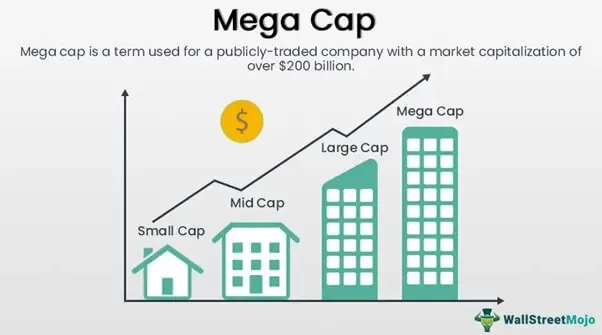 Mega Cap
Mega cap is a term used for a publicly-traded company with a market capitalization of
over $200 billion.
$
Mega Cap
Large Cap
Mid Cap
Small Cap
WallStreetMojo